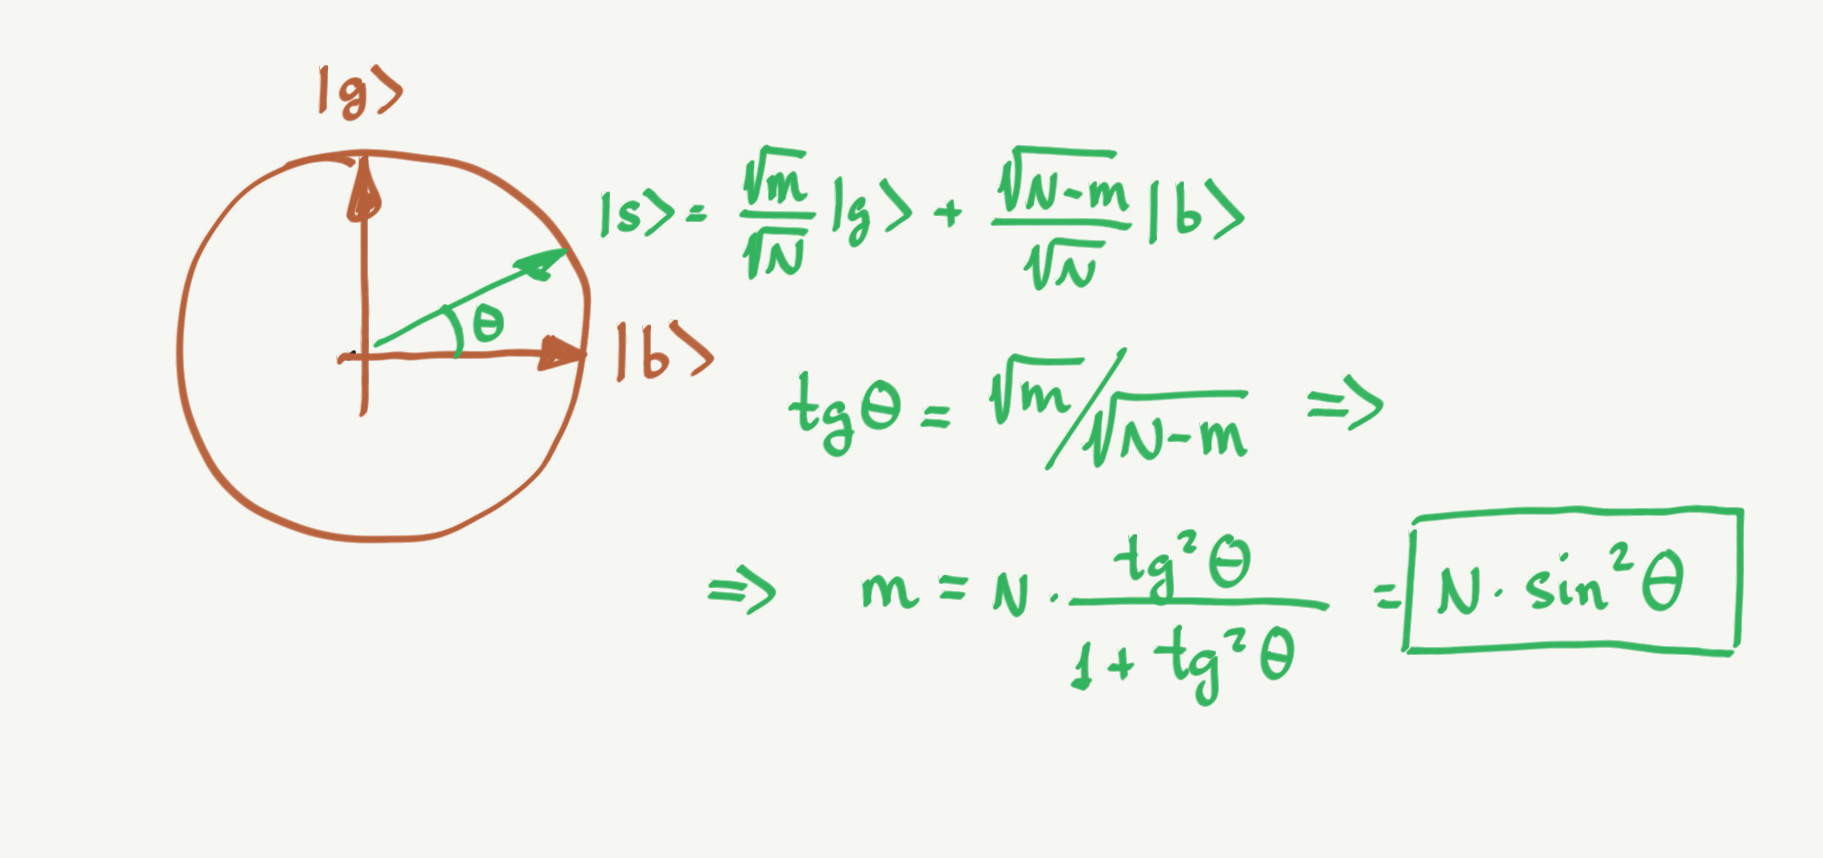 |g>
|s> = √m/√N |g> + √N-m/√N |b>
θ
|b>
tgθ = √m/√N-m =>
=> m = N · tg²θ/1 + tg²θ = N · sin²θ